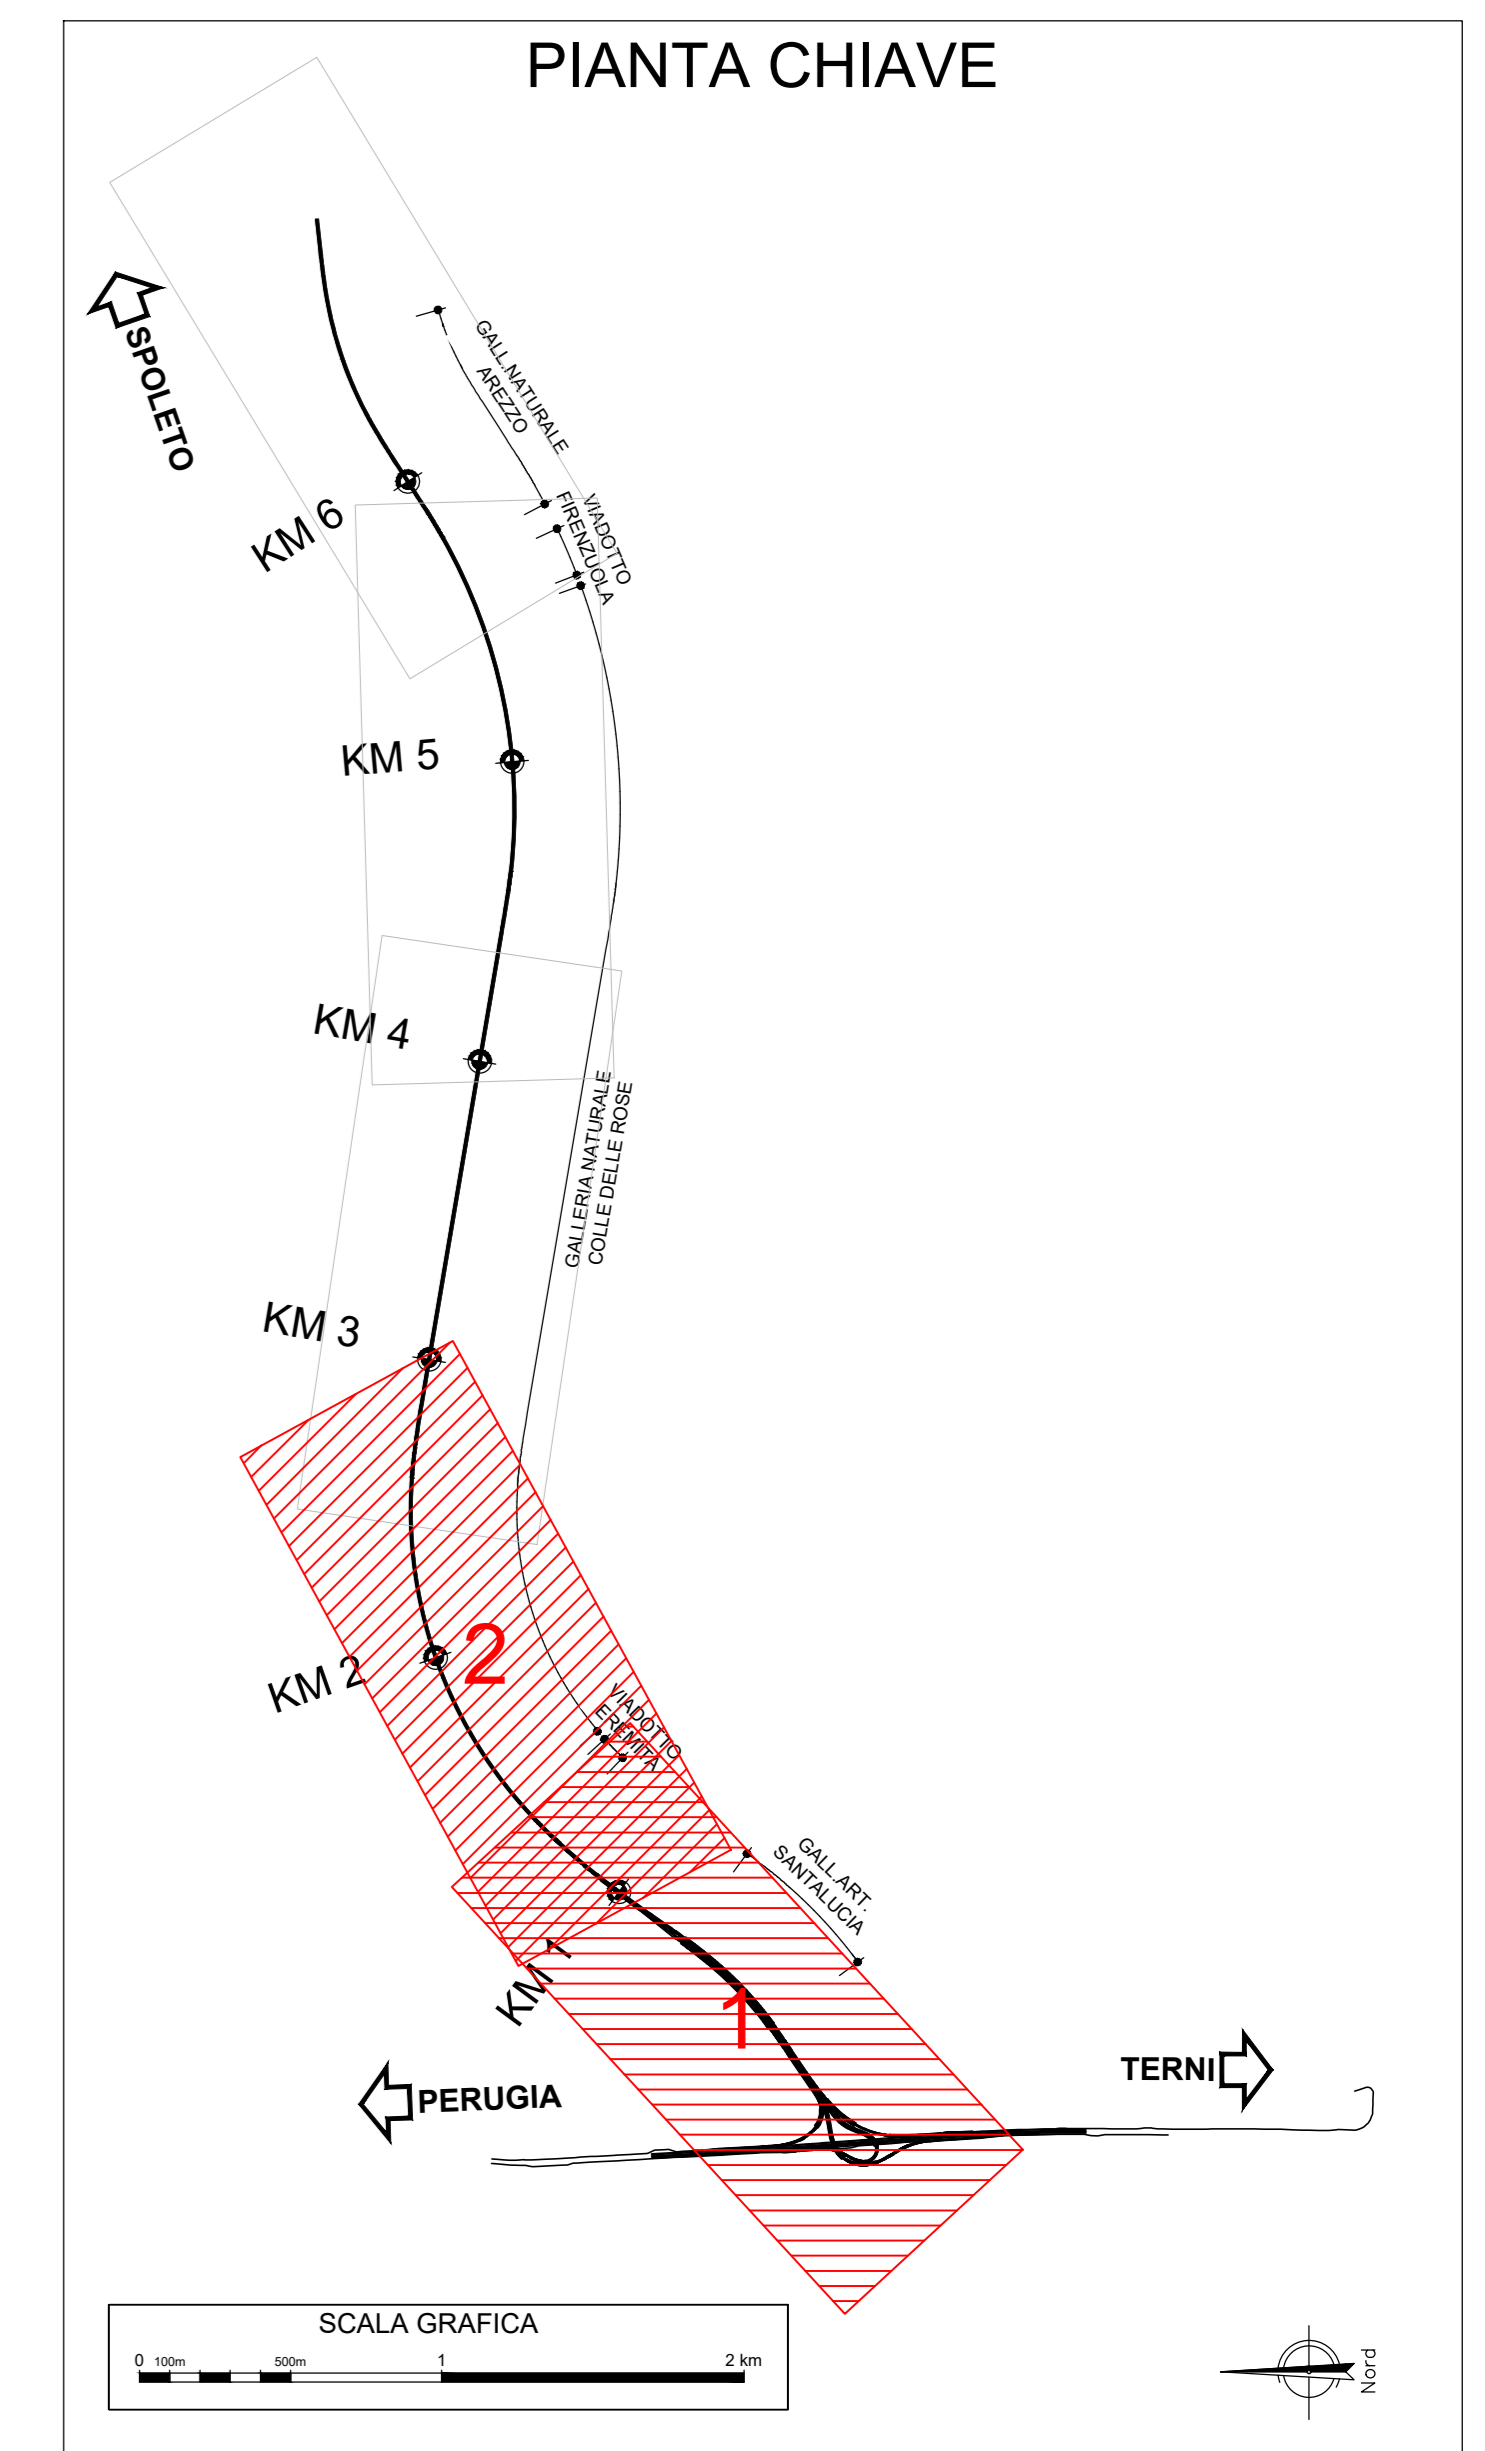 PIANTA CHIAVE
SPOLETO
GALL.NATURALE
AREZZO
KM 6
VIADOTTO
FIRENZUOLA
KM 5
KM 4
GALLERIA NATURALE
COLLE DELLE ROSE
KM 3
2
KM 2
VIADOTTO
EREMITA
GALL.ART.
SANTALUCIA
KM 1
1
TERNI
PERUGIA
SCALA GRAFICA
0 100m 500m 1 2 km
Nord